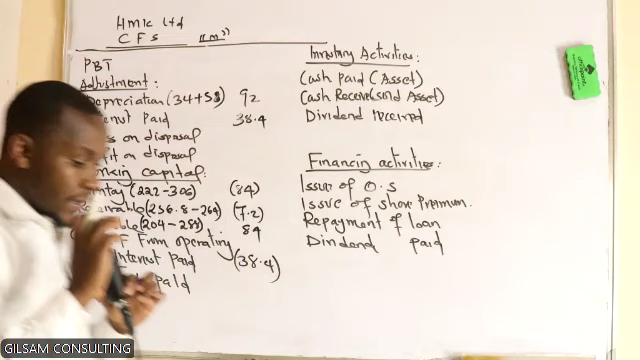 HMK Ltd
CFS "m"
PBT
Adjustment:
Depreciation (34+58) 92
Paid 38.4
on disposal
on disposal
capital:
(222-306) (84)
(256.8-264) (7.2)
(204-288) 84
From operating
Interest Paid (38.4)
paid
Investing Activities:
Cash Paid (Asset)
Cash Received (sold Asset)
Dividend received
Financing activities:
Issue of O.S
Issue of share Premium.
Repayment of loan
Dividend paid
GILSAM CONSULTING